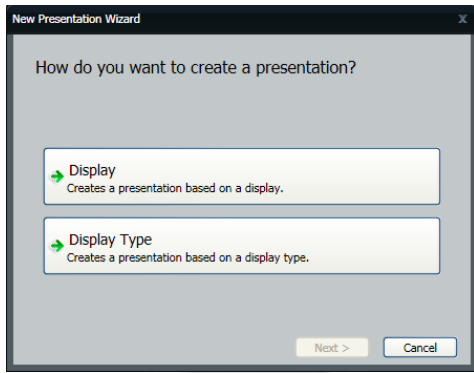 New Presentation Wizard X
How do you want to create a presentation?
Display
Creates a presentation based on a display.
Display Type
Creates a presentation based on a display type.
Next > Cancel